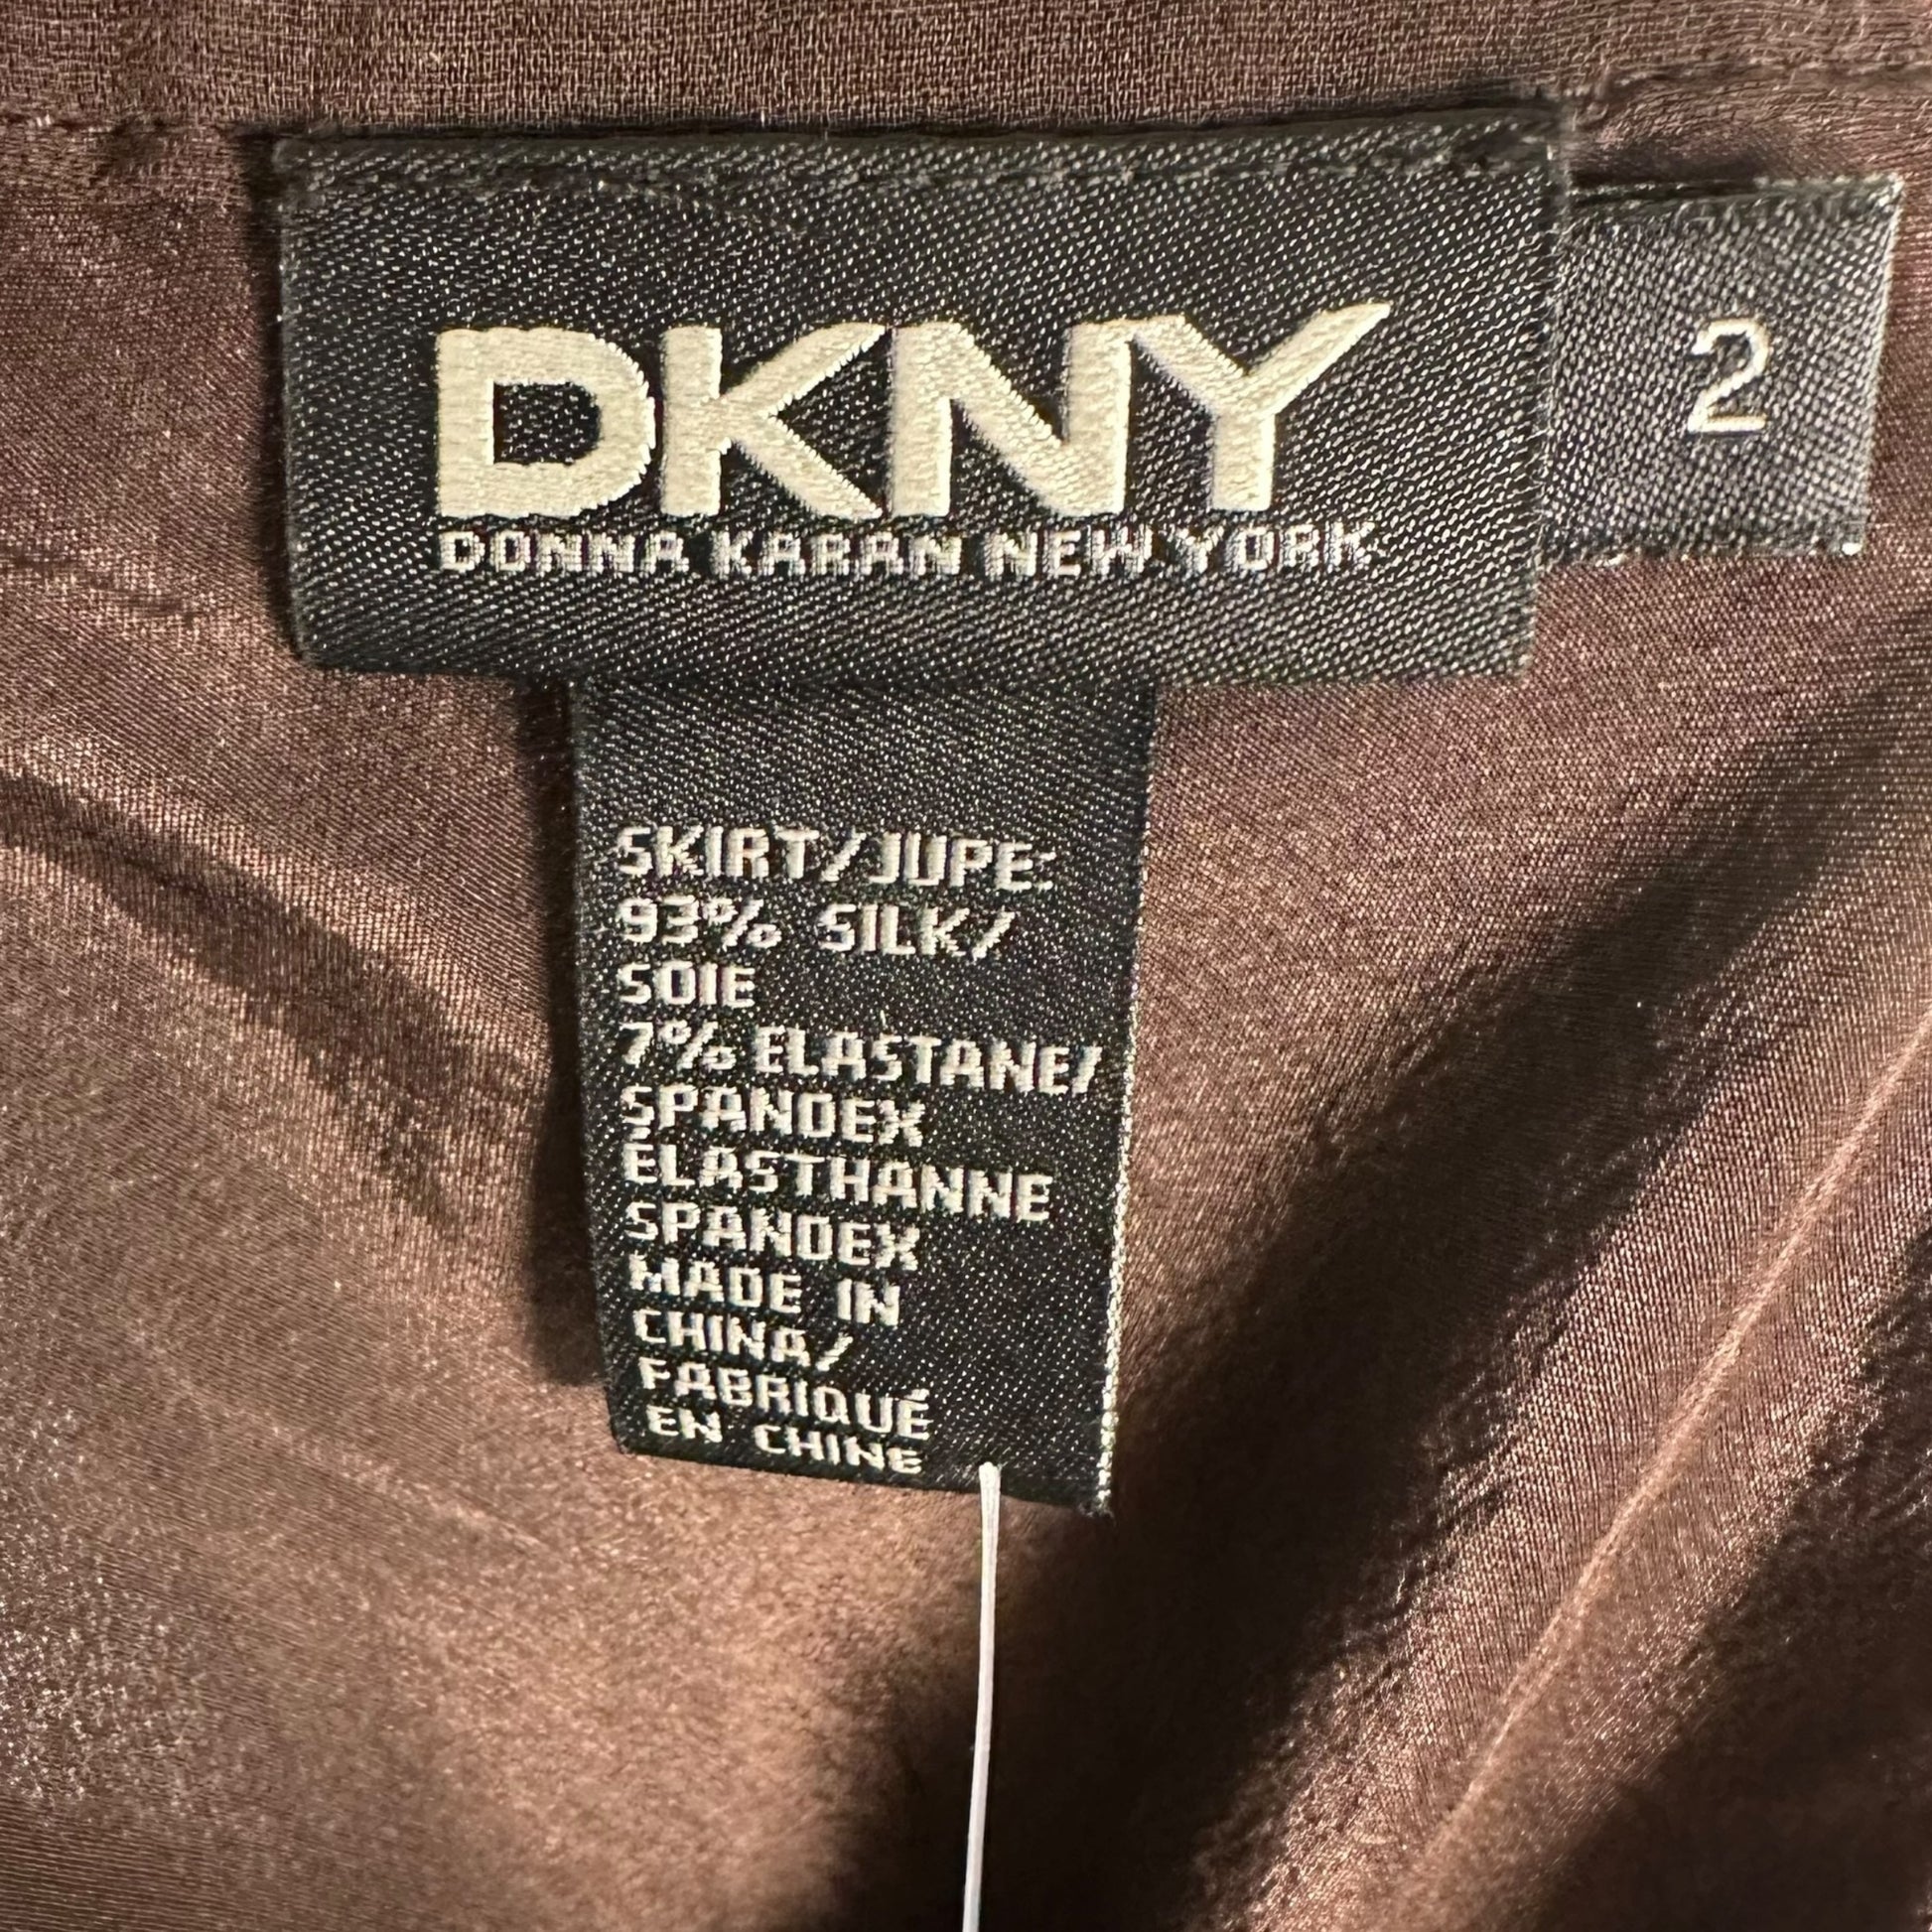 DKNY
DONNA KARAN NEW YORK
2
SKIRT/JUPE:
93% SILK/
SOIE
7% ELASTANE/
SPANDEX
ÉLASTHANNE
SPANDEX
MADE IN
CHINA/
FABRIQUÉ
EN CHINE